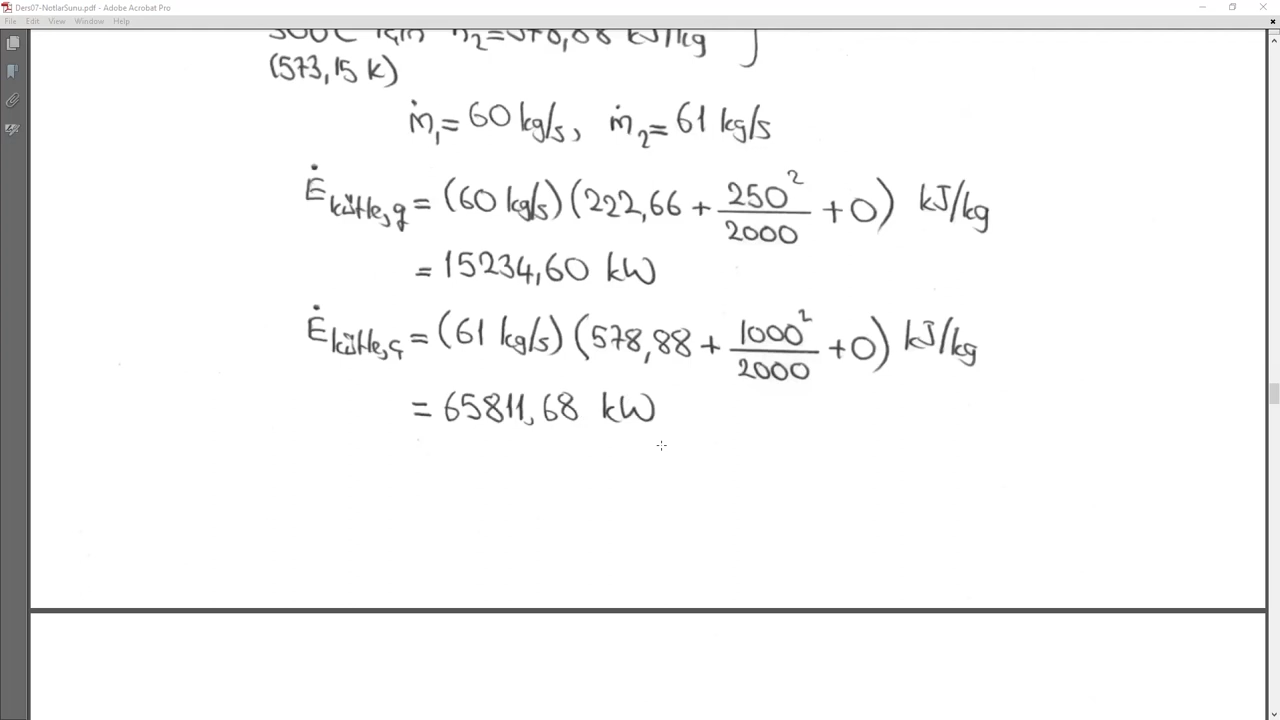 Ders07-NotlarSunu.pdf - Adobe Acrobat Pro
File Edit View Window Help
(573,15 K)
ṁ₁ = 60 kg/s, ṁ₂ = 61 kg/s
Ė kütle,g = (60 kg/s) (222,66 + 250²/2000 + 0) kJ/kg
= 15234,60 kW
Ė kütle,ç = (61 kg/s) (578,88 + 1000²/2000 + 0) kJ/kg
= 65811,68 kW